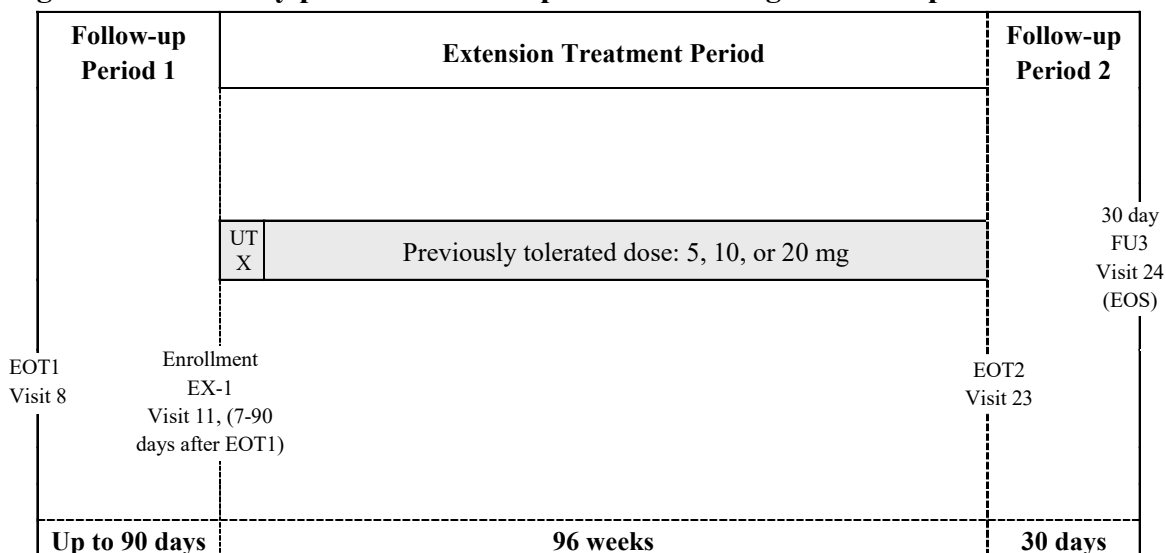 Follow-up
Period 1
Extension Treatment Period
Follow-up
Period 2
UT
X
Previously tolerated dose: 5, 10, or 20 mg
30 day
FU3
Visit 24
(EOS)
EOT1
Visit 8
Enrollment
EX-1
Visit 11, (7-90
days after EOT1)
EOT2
Visit 23
Up to 90 days
96 weeks
30 days